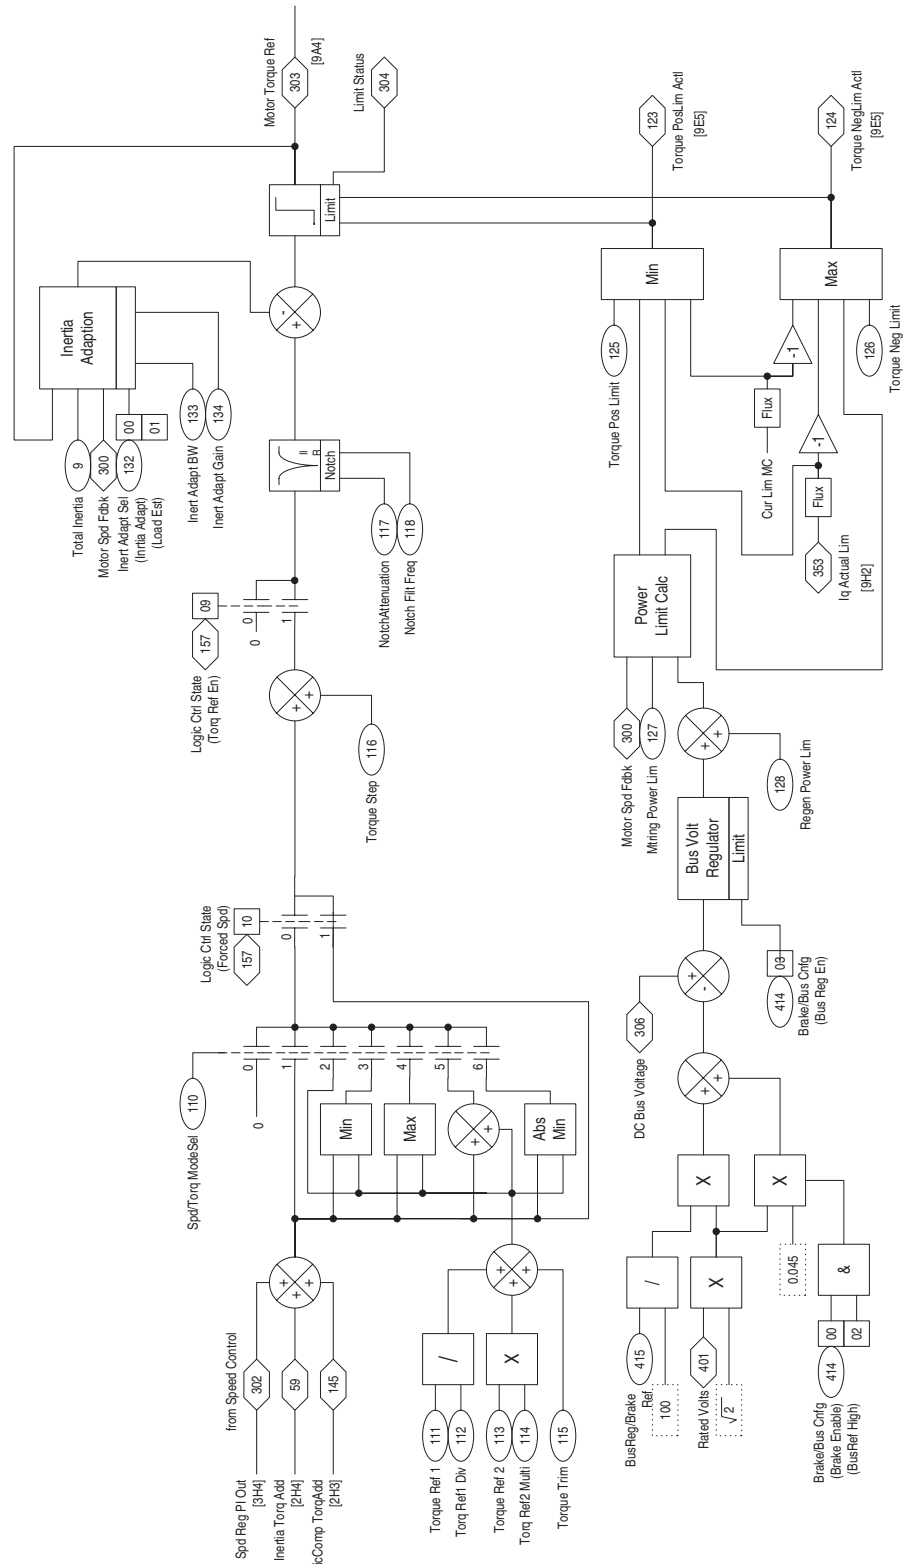 Spd Reg PI Out
[3H4]
Inertia Torq Add
[2H4]
icComp TorqAdd
[2H3]
from Speed Control
302
59
145
+
+
+
Torque Ref 1
111
Torq Ref1 Div
112
/
Torque Ref 2
113
Torq Ref2 Multi
114
X
Torque Trim
115
+
+
+
Spd/Torq ModeSel
110
0
0
1
2
3
4
5
6
Min
Max
+
+
Abs
Min
Logic Ctrl State
(Forced Spd)
157
10
0
1
Torque Step
116
+
+
Logic Ctrl State
(Torq Ref En)
157
09
0
0
1
NotchAttenuation
117
Notch Filt Freq
118
II
R
Notch
Total Inertia
9
Motor Spd Fdbk
300
Inert Adapt Sel
132
(Inrtia Adapt)
00
(Load Est)
01
Inert Adapt BW
133
Inert Adapt Gain
134
Inertia
Adaption
+
-
Limit
Motor Torque Ref
303
[9A4]
Limit Status
304
BusReg/Brake
Ref.
415
100
/
Rated Volts
401
√2
X
Brake/Bus Cnfg
414
(Brake Enable)
00
(BusRef High)
02
&
0.045
X
X
+
+
DC Bus Voltage
306
+
-
Brake/Bus Cnfg
(Bus Reg En)
414
03
Bus Volt
Regulator
Limit
Regen Power Lim
128
+
+
Motor Spd Fdbk
300
Mtring Power Lim
127
Power
Limit Calc
Iq Actual Lim
[9H2]
353
Flux
-1
Cur Lim MC
Flux
-1
Torque Pos Limit
125
Min
Torque Neg Limit
126
Max
Torque PosLim Actl
123
[9E5]
Torque NegLim Actl
124
[9E5]